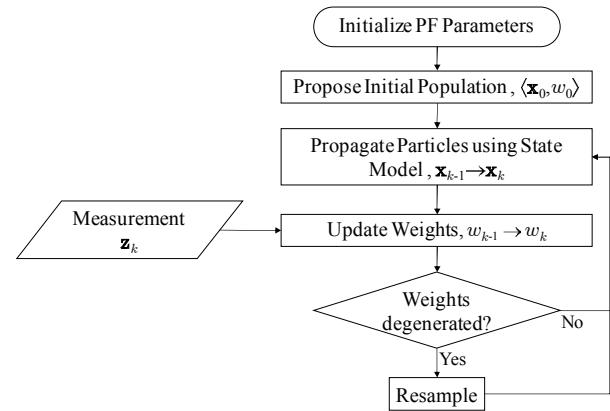 Initialize PF Parameters
Propose Initial Population , ⟨𝐱0,w0⟩
Propagate Particles using State
Model , 𝐱k-1→𝐱k
Measurement
𝐳k
Update Weights, wk-1 → wk
Weights
degenerated?
No
Yes
Resample